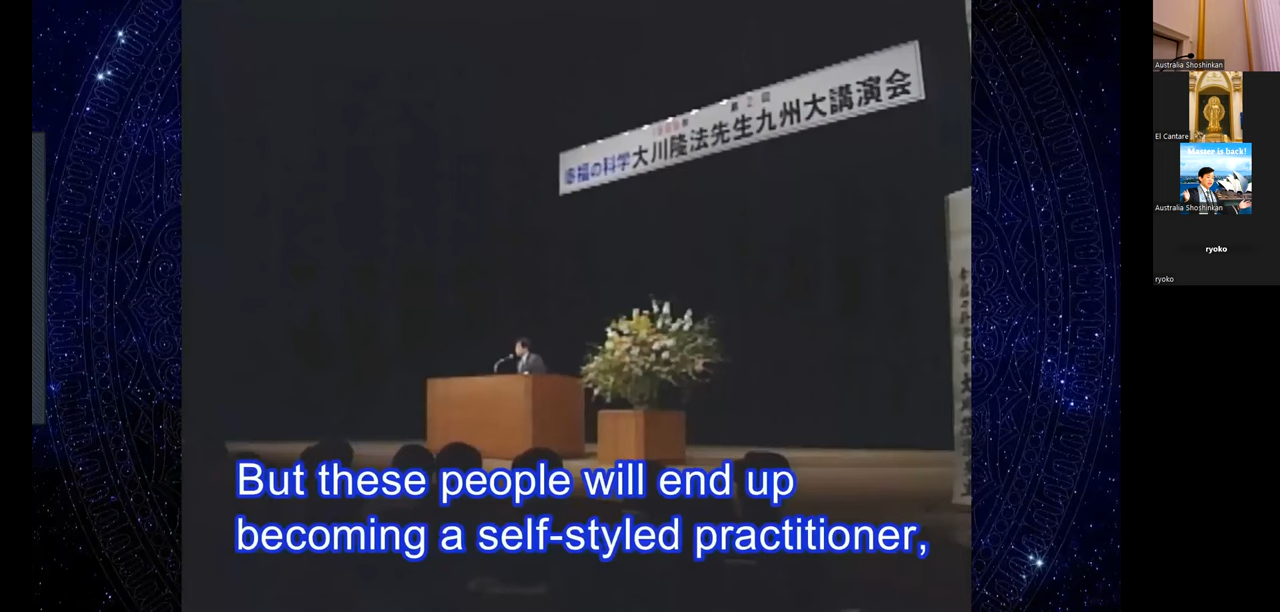 第2回
幸福の科学大川隆法先生九州大講演会
But these people will end up
becoming a self-styled practitioner,
Australia Shoshinkan
El Cantare
Master is back!
Australia Shoshinkan
ryoko
ryoko